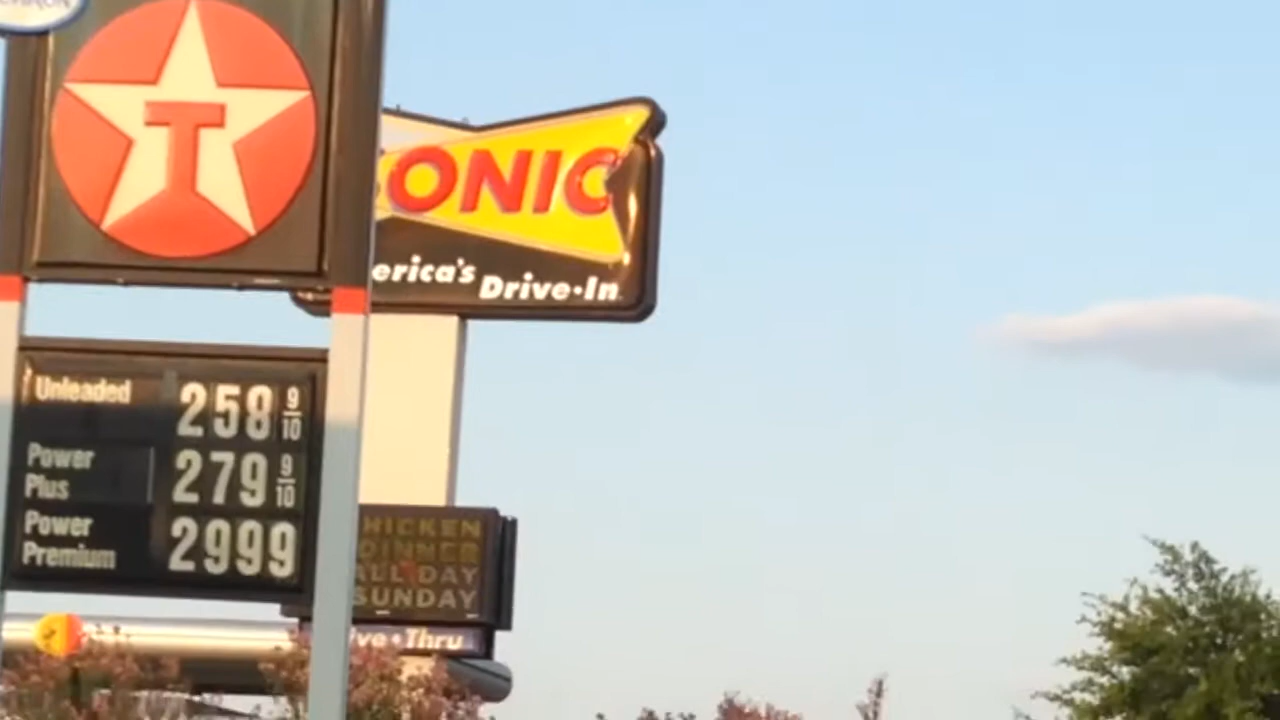 T
ONIC
erica's Drive-In
Unleaded 258 9/10
Power Plus 279 9/10
Power Premium 2999
HICKEN
DINNER
ALL DAY
SUNDAY
ve Thru